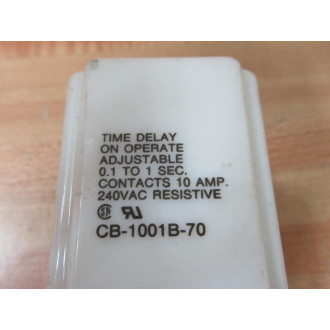 TIME DELAY
ON OPERATE
ADJUSTABLE
0.1 TO 1 SEC.
CONTACTS 10 AMP.
240VAC RESISTIVE
CB-1001B-70